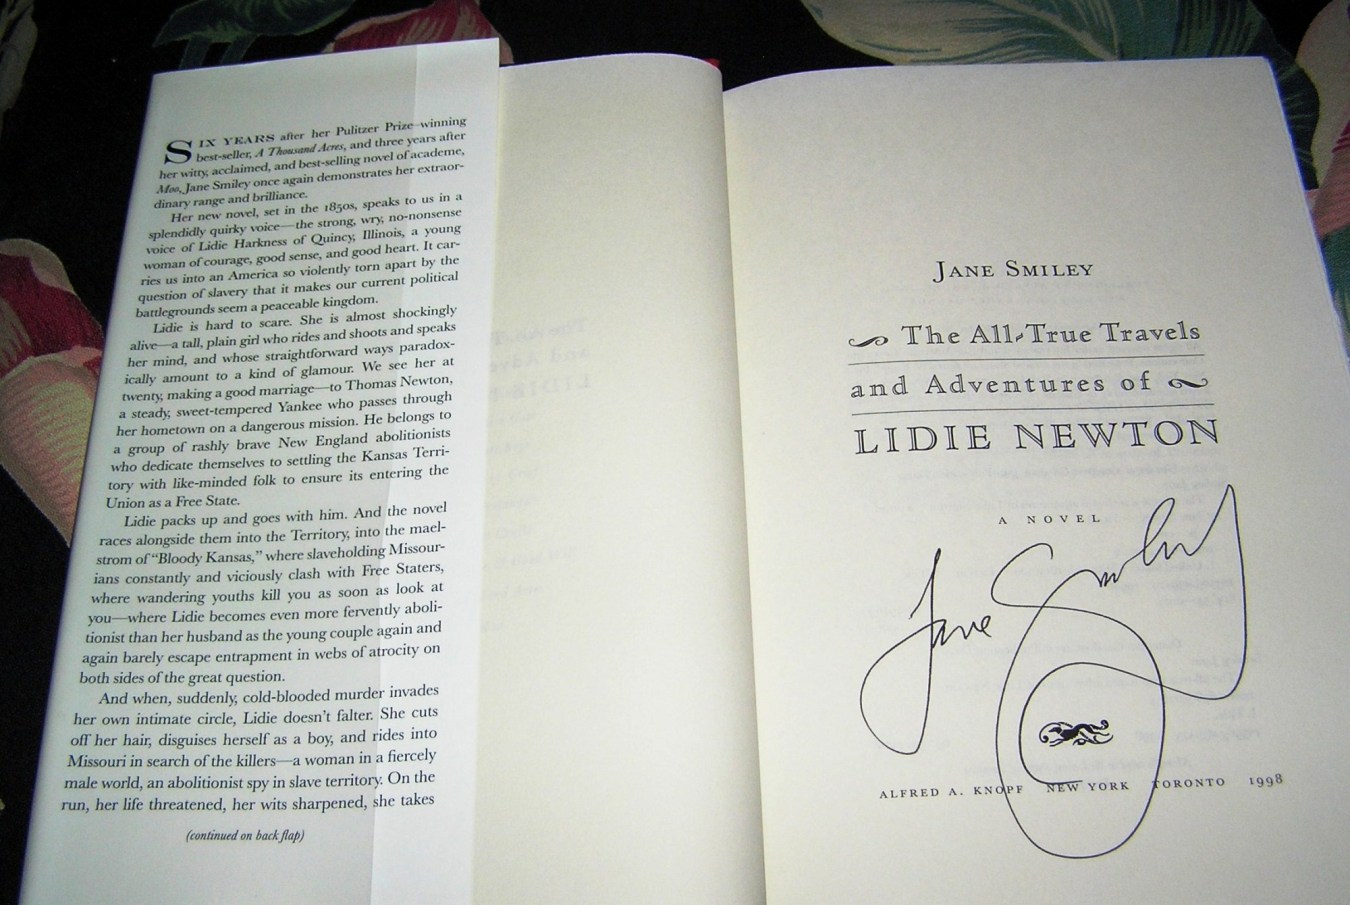 SIX YEARS after her Pulitzer Prize-winning
best-seller, A Thousand Acres, and three years after
her witty, acclaimed, and best-selling novel of academe,
Moo, Jane Smiley once again demonstrates her extraor-
dinary range and brilliance.
Her new novel, set in the 1850s, speaks to us in a
splendidly quirky voice—the strong, wry, no-nonsense
voice of Lidie Harkness of Quincy, Illinois, a young
woman of courage, good sense, and good heart. It car-
ries us into an America so violently torn apart by the
question of slavery that it makes our current political
battlegrounds seem a peaceable kingdom.
Lidie is hard to scare. She is almost shockingly
alive—a tall, plain girl who rides and shoots and speaks
her mind, and whose straightforward ways paradox-
ically amount to a kind of glamour. We see her at
twenty, making a good marriage—to Thomas Newton,
a steady, sweet-tempered Yankee who passes through
her hometown on a dangerous mission. He belongs to
a group of rashly brave New England abolitionists
who dedicate themselves to settling the Kansas Terri-
tory with like-minded folk to ensure its entering the
Union as a Free State.
Lidie packs up and goes with him. And the novel
races alongside them into the Territory, into the mael-
strom of "Bloody Kansas," where slaveholding Missour-
ians constantly and viciously clash with Free Staters,
where wandering youths kill you as soon as look at
you—where Lidie becomes even more fervently aboli-
tionist than her husband as the young couple again and
again barely escape entrapment in webs of atrocity on
both sides of the great question.
And when, suddenly, cold-blooded murder invades
her own intimate circle, Lidie doesn't falter. She cuts
off her hair, disguises herself as a boy, and rides into
Missouri in search of the killers—a woman in a fiercely
male world, an abolitionist spy in slave territory. On the
run, her life threatened, her wits sharpened, she takes
(continued on back flap)
JANE SMILEY
The All-True Travels
and Adventures of
LIDIE NEWTON
A NOVEL
Jane Smiley
ALFRED A. KNOPF NEW YORK TORONTO 1998